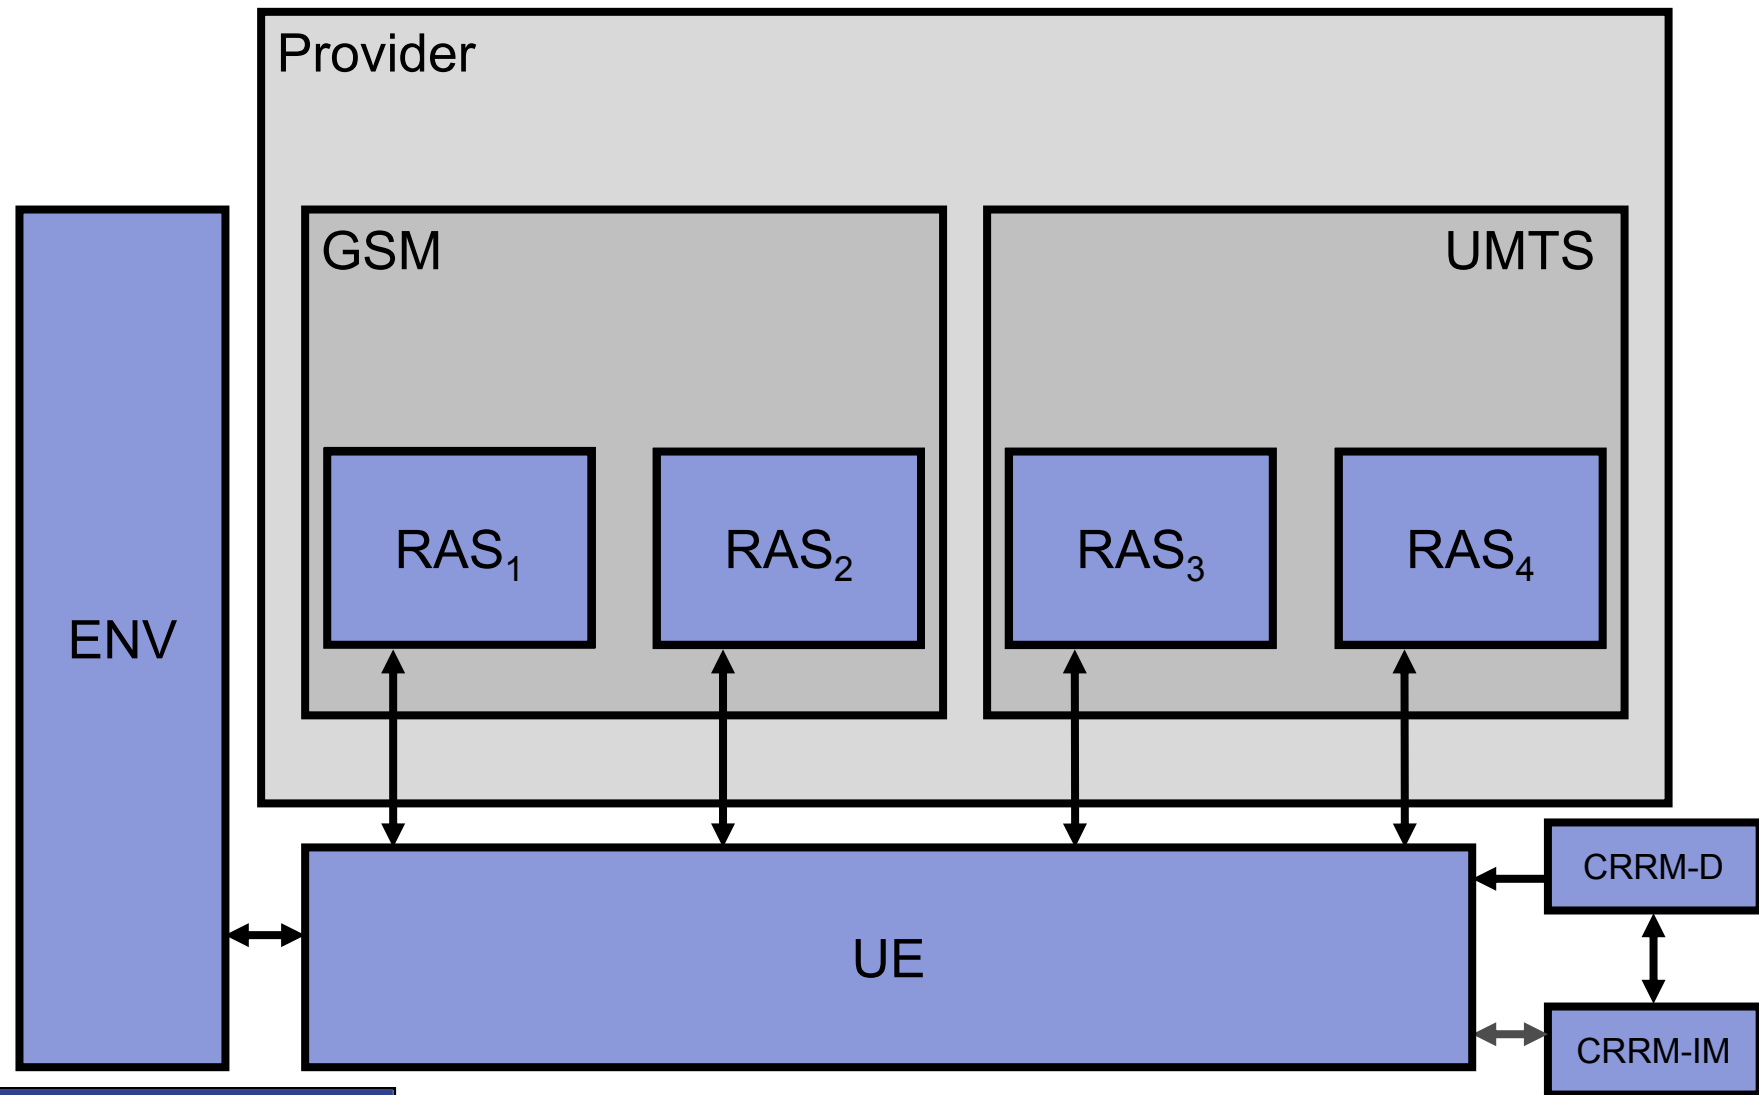 Provider
GSM
UMTS
RAS₁
RAS₂
RAS₃
RAS₄
ENV
UE
CRRM-D
CRRM-IM